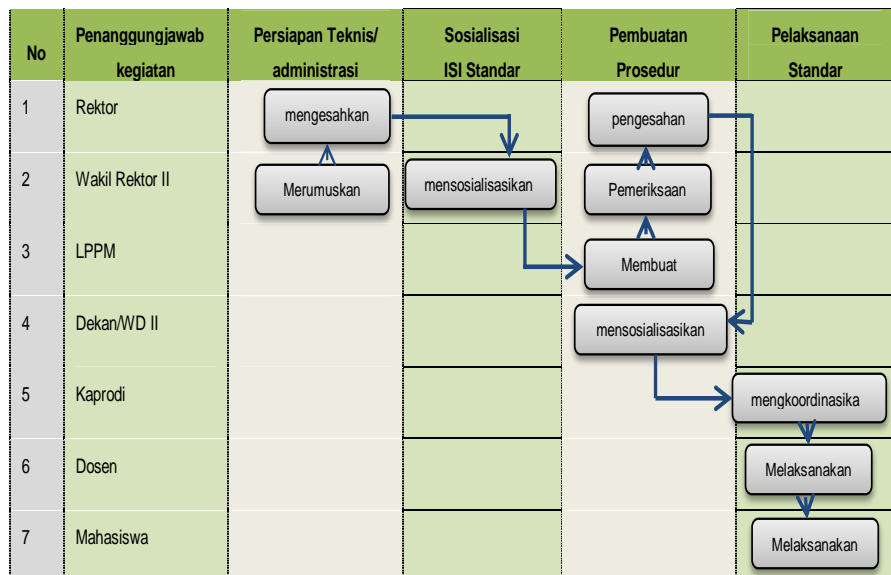 No
Penanggungjawab
kegiatan
Persiapan Teknis/
administrasi
Sosialisasi
ISI Standar
Pembuatan
Prosedur
Pelaksanaan
Standar
1 Rektor mengesahkan pengesahan
2 Wakil Rektor II Merumuskan mensosialisasikan Pemeriksaan
3 LPPM Membuat
4 Dekan/WD II mensosialisasikan
5 Kaprodi mengkoordinasika
6 Dosen Melaksanakan
7 Mahasiswa Melaksanakan